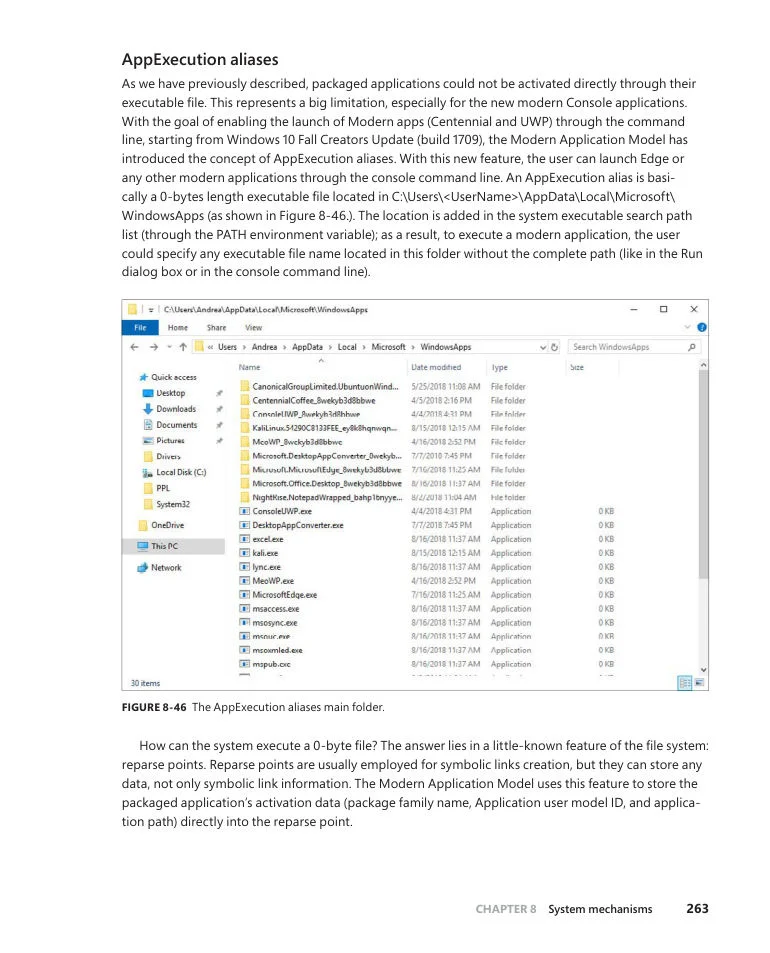 AppExecution aliases
As we have previously described, packaged applications could not be activated directly through their
executable file. This represents a big limitation, especially for the new modern Console applications.
With the goal of enabling the launch of Modern apps (Centennial and UWP) through the command
line, starting from Windows 10 Fall Creators Update (build 1709), the Modern Application Model has
introduced the concept of AppExecution aliases. With this new feature, the user can launch Edge or
any other modern applications through the console command line. An AppExecution alias is basi-
cally a 0-bytes length executable file located in C:\Users\<UserName>\AppData\Local\Microsoft\
WindowsApps (as shown in Figure 8-46.). The location is added in the system executable search path
list (through the PATH environment variable); as a result, to execute a modern application, the user
could specify any executable file name located in this folder without the complete path (like in the Run
dialog box or in the console command line).
C:\Users\Andrea\AppData\Local\Microsoft\WindowsApps
File Home Share View
« Users > Andrea > AppData > Local > Microsoft > WindowsApps Search WindowsApps
Name Date modified Type Size
Quick access
Desktop
Downloads
Documents
Pictures
Drivers
Local Disk (C:)
PPL
System32
OneDrive
This PC
Network
CanonicalGroupLimited.UbuntuonWind... 5/25/2018 11:08 AM File folder
CentennialCoffee_8wekyb3d8bbwe 4/5/2018 2:16 PM File folder
ConsoleUWP_8wekyb3d8bbwe 4/4/2018 4:31 PM File folder
KaliLinux.54290C8133FEE_ey8k8hqnwqn... 8/15/2018 12:15 AM File folder
MeoWP_8wekyb3d8bbwe 4/16/2018 2:52 PM File folder
Microsoft.DesktopAppConverter_8wekyb... 7/7/2018 7:45 PM File folder
Microsoft.MicrosoftEdge_8wekyb3d8bbwe 7/16/2018 11:25 AM File folder
Microsoft.Office.Desktop_8wekyb3d8bbwe 8/16/2018 11:37 AM File folder
NightRise.NotepadWrapped_bahp16nyye... 8/2/2018 11:04 AM File folder
ConsoleUWP.exe 4/4/2018 4:31 PM Application 0 KB
DesktopAppConverter.exe 7/7/2018 7:45 PM Application 0 KB
excel.exe 8/16/2018 11:37 AM Application 0 KB
kali.exe 8/15/2018 12:15 AM Application 0 KB
lync.exe 8/16/2018 11:37 AM Application 0 KB
MeoWP.exe 4/16/2018 2:52 PM Application 0 KB
MicrosoftEdge.exe 7/16/2018 11:25 AM Application 0 KB
msaccess.exe 8/16/2018 11:37 AM Application 0 KB
msosync.exe 8/16/2018 11:37 AM Application 0 KB
msouc.exe 8/16/2018 11:37 AM Application 0 KB
msoxmled.exe 8/16/2018 11:37 AM Application 0 KB
mspub.exe 8/16/2018 11:37 AM Application 0 KB
30 items
FIGURE 8-46 The AppExecution aliases main folder.
How can the system execute a 0-byte file? The answer lies in a little-known feature of the file system:
reparse points. Reparse points are usually employed for symbolic links creation, but they can store any
data, not only symbolic link information. The Modern Application Model uses this feature to store the
packaged application’s activation data (package family name, Application user model ID, and applica-
tion path) directly into the reparse point.
CHAPTER 8 System mechanisms 263